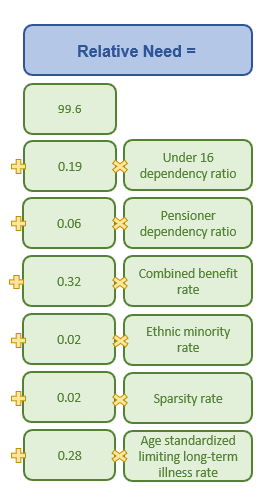 Relative Need =
99.6
0.19
Under 16
dependency ratio
0.06
Pensioner
dependency ratio
0.32
Combined benefit
rate
0.02
Ethnic minority
rate
0.02
Sparsity rate
0.28
Age standardized
limiting long-term
illness rate